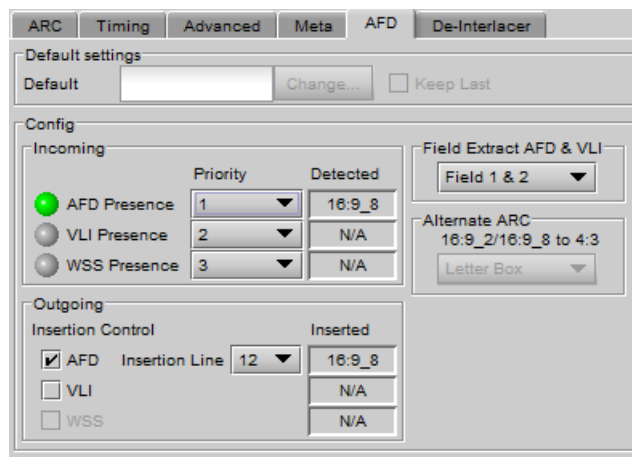 ARC Timing Advanced Meta AFD De-Interlacer
Default settings
Default Change... Keep Last
Config
Incoming
Priority Detected
AFD Presence 1 16:9_8
VLI Presence 2 N/A
WSS Presence 3 N/A
Field Extract AFD & VLI
Field 1 & 2
Alternate ARC
16:9_2/16:9_8 to 4:3
Letter Box
Outgoing
Insertion Control Inserted
AFD Insertion Line 12 16:9_8
VLI N/A
WSS N/A